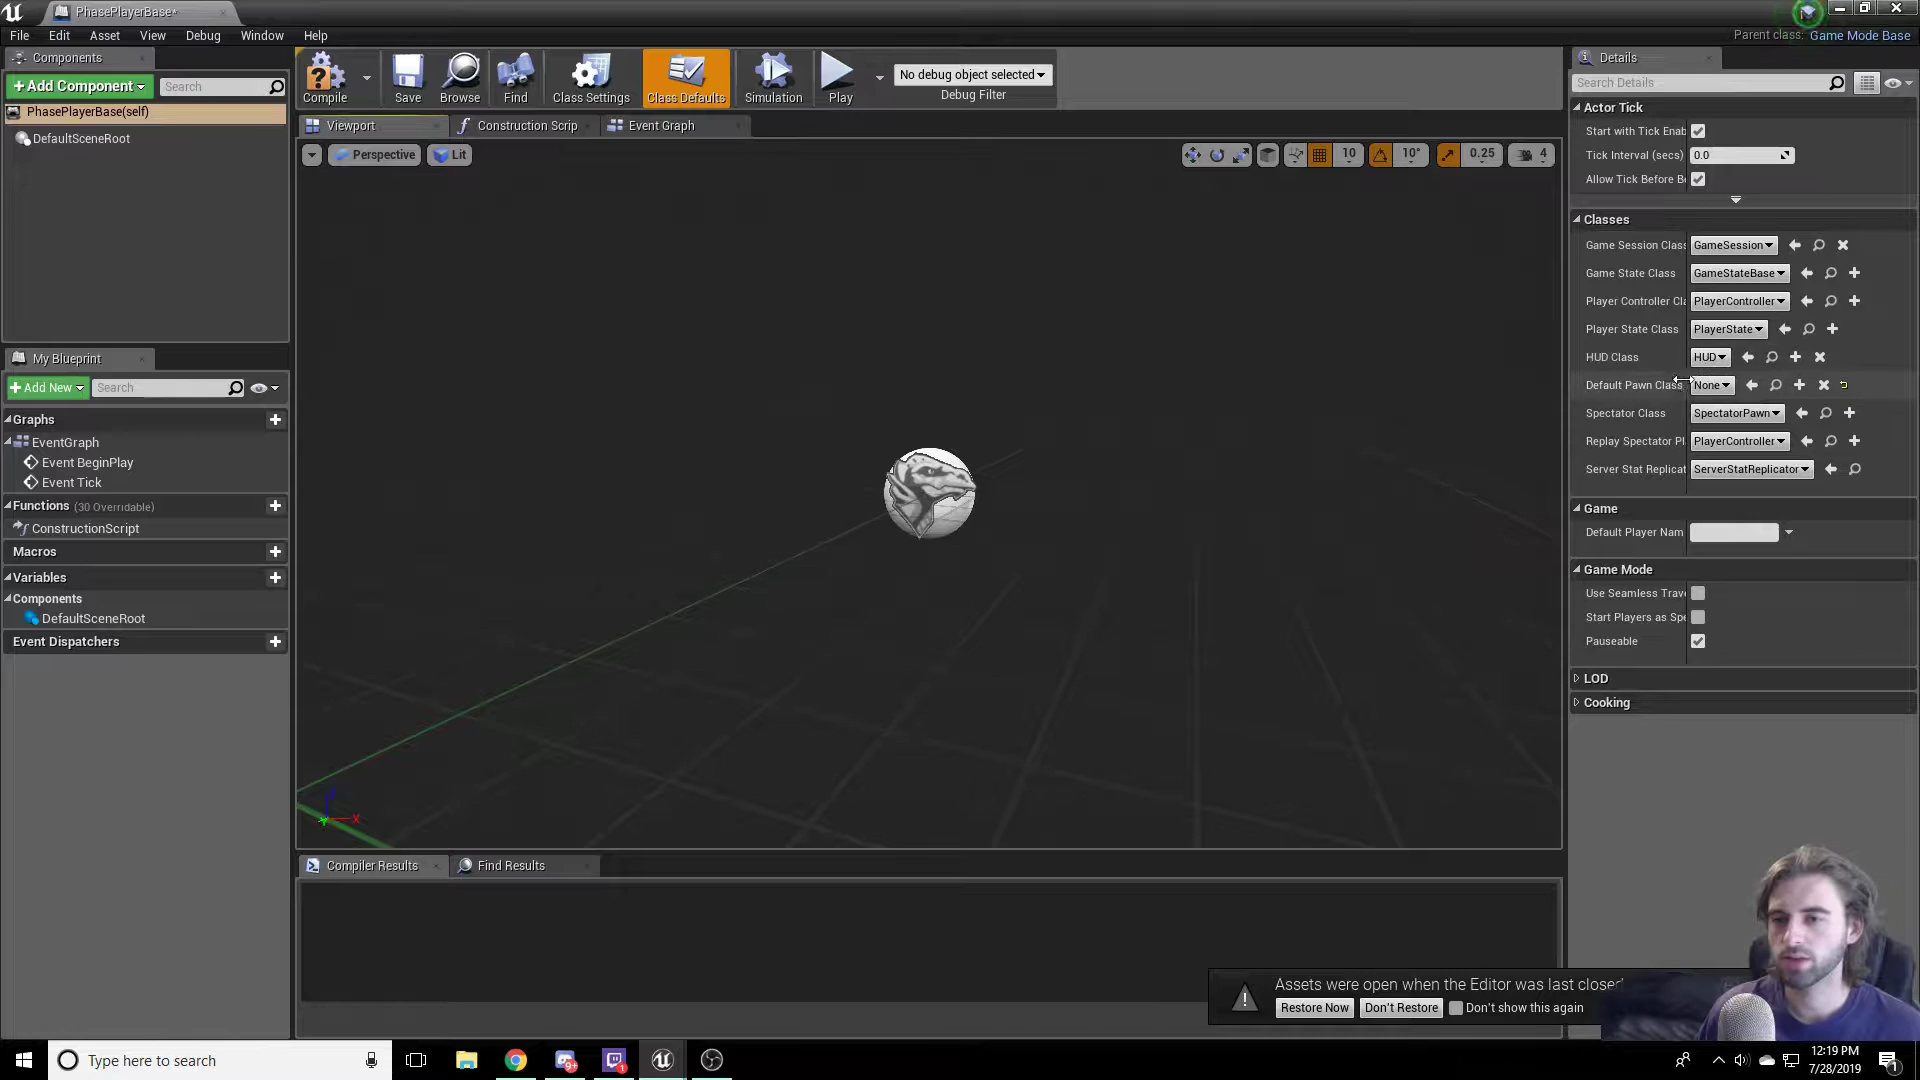 PhasePlayerBase*
File Edit Asset View Debug Window Help
Parent class: Game Mode Base
Components
+ Add Component
Search
PhasePlayerBase(self)
DefaultSceneRoot
My Blueprint
+ Add New
Search
Graphs
EventGraph
Event BeginPlay
Event Tick
Functions (30 Overridable)
ConstructionScript
Macros
Variables
Components
DefaultSceneRoot
Event Dispatchers
Compile
Save
Browse
Find
Class Settings
Class Defaults
Simulation
Play
No debug object selected
Debug Filter
Viewport
Construction Scrip
Event Graph
Perspective
Lit
10
10°
0.25
4
X
Compiler Results
Find Results
Details
Search Details
Actor Tick
Start with Tick Enab
Tick Interval (secs) 0.0
Allow Tick Before B
Classes
Game Session Class GameSession
Game State Class GameStateBase
Player Controller Cl PlayerController
Player State Class PlayerState
HUD Class HUD
Default Pawn Class None
Spectator Class SpectatorPawn
Replay Spectator Pl PlayerController
Server Stat Replicat ServerStatReplicator
Game
Default Player Nam
Game Mode
Use Seamless Trav
Start Players as Spe
Pauseable
LOD
Cooking
Assets were open when the Editor was last closed
Restore Now Don't Restore Don't show this again
Type here to search
9+
1
12:19 PM
7/28/2019
1